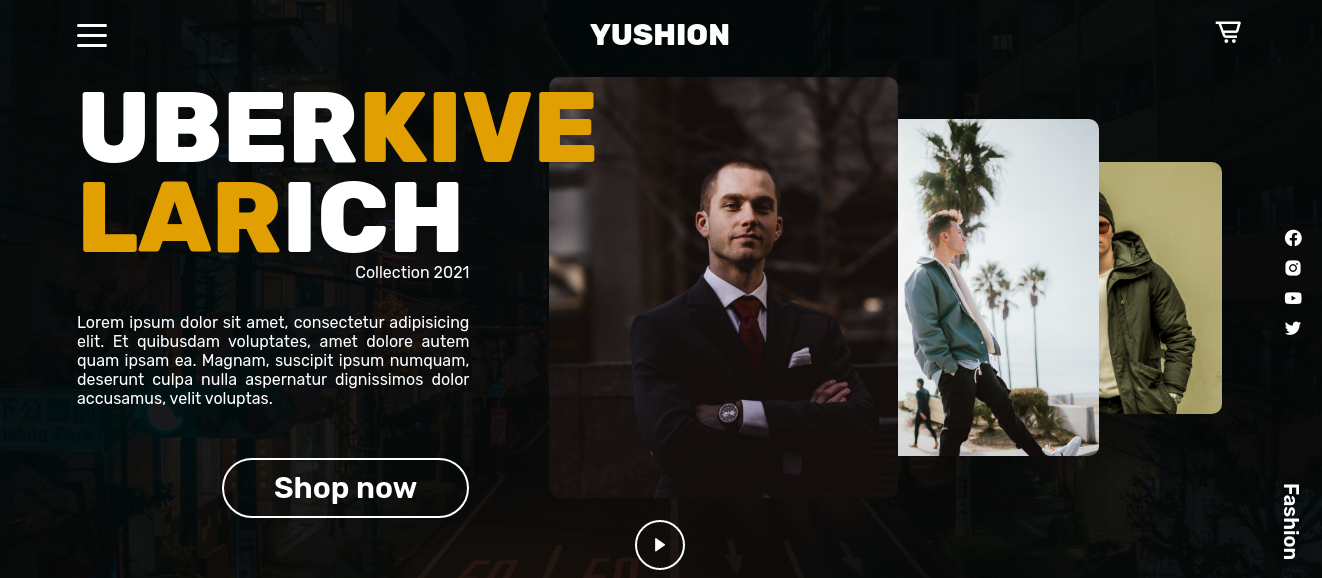 YUSHION
UBERKIVE
LARICH
Collection 2021
Lorem ipsum dolor sit amet, consectetur adipisicing
elit. Et quibusdam voluptates, amet dolore autem
quam ipsam ea. Magnam, suscipit ipsum numquam,
deserunt culpa nulla aspernatur dignissimos dolor
accusamus, velit voluptas.
Shop now
Fashion